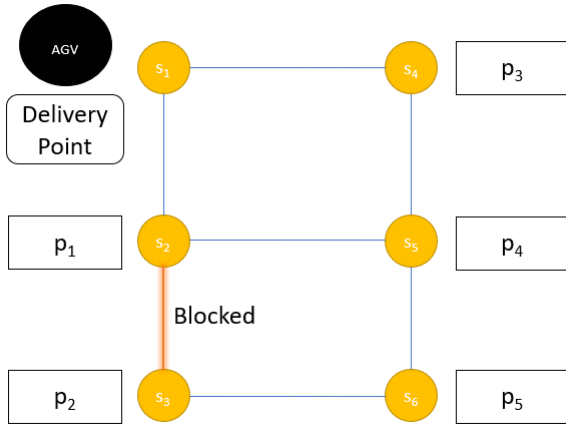 AGV
s₁
s₄
p₃
Delivery
Point
p₁
s₂
s₅
p₄
Blocked
p₂
s₃
s₆
p₅